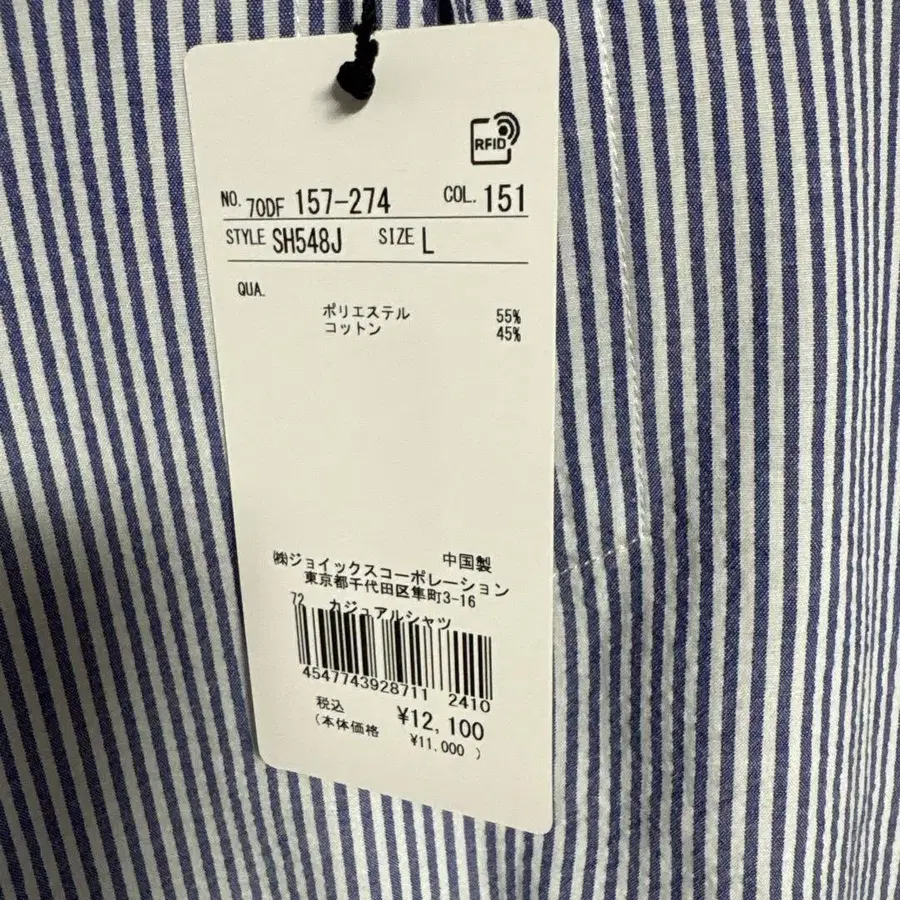 RFID
NO. 70DF 157-274 COL. 151
STYLE SH548J SIZE L
QUA.
ポリエステル 55%
コットン 45%
中国製
㈱ジョイックスコーポレーション
東京都千代田区隼町3-16
72 カジュアルシャツ
4547743928711 2410
税込 ¥12,100
(本体価格 ¥11,000 )